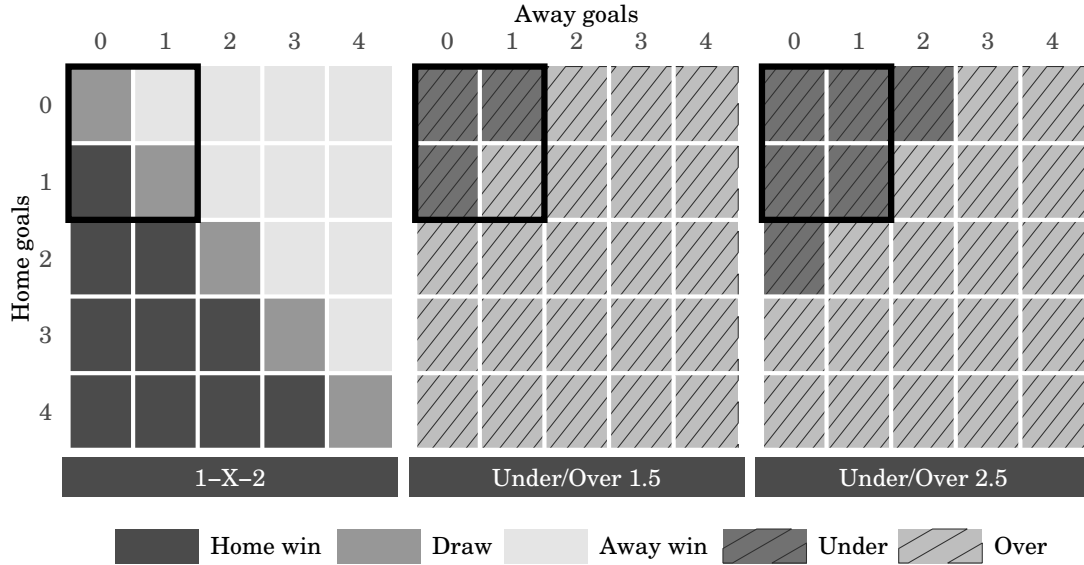 Away goals
0 1 2 3 4 0 1 2 3 4 0 1 2 3 4
Home goals
0
1
2
3
4
1–X–2 Under/Over 1.5 Under/Over 2.5
Home win Draw Away win Under Over